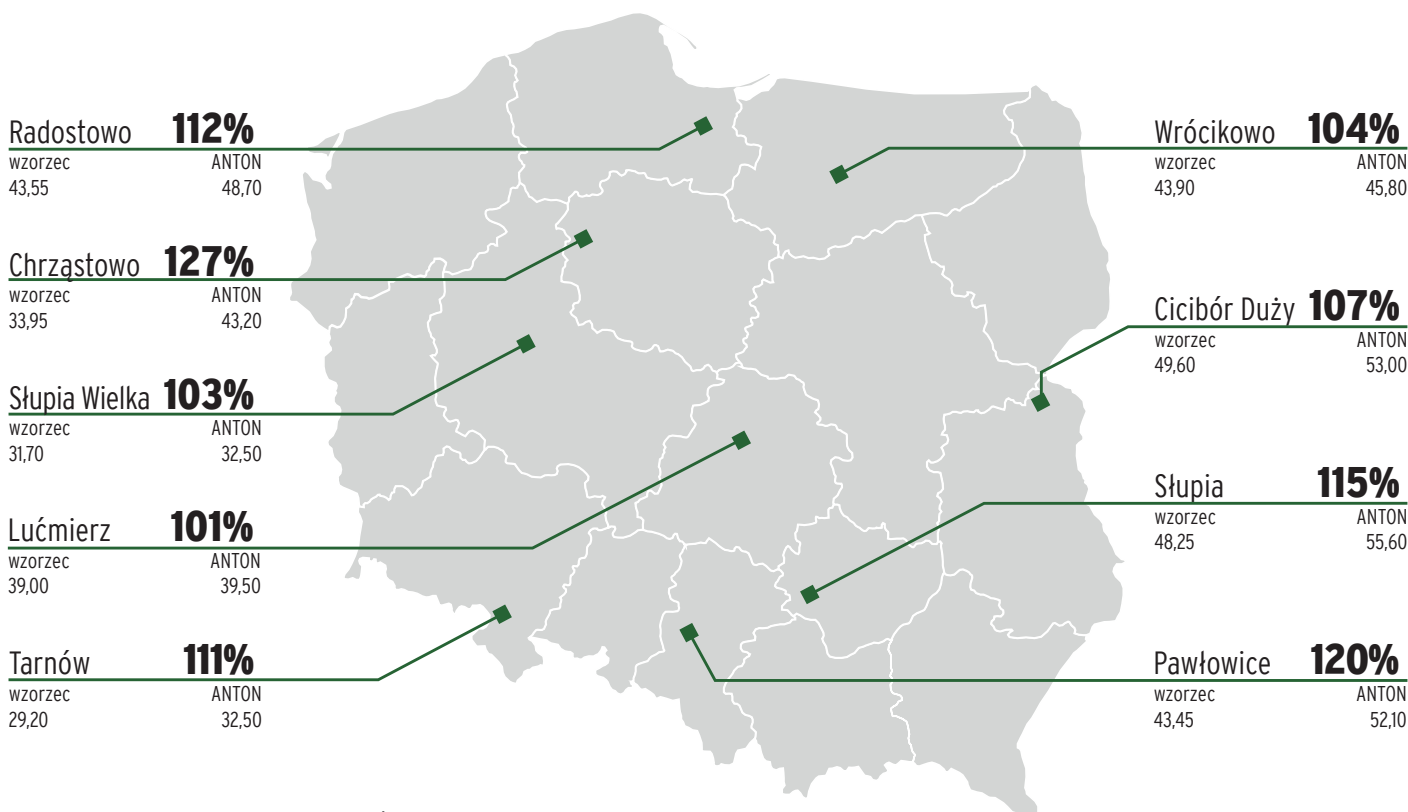 Radostowo 112%
wzorzec ANTON
43,55 48,70
Chrząstowo 127%
wzorzec ANTON
33,95 43,20
Słupia Wielka 103%
wzorzec ANTON
31,70 32,50
Lućmierz 101%
wzorzec ANTON
39,00 39,50
Tarnów 111%
wzorzec ANTON
29,20 32,50
Wrócikowo 104%
wzorzec ANTON
43,90 45,80
Cicibór Duży 107%
wzorzec ANTON
49,60 53,00
Słupia 115%
wzorzec ANTON
48,25 55,60
Pawłowice 120%
wzorzec ANTON
43,45 52,10